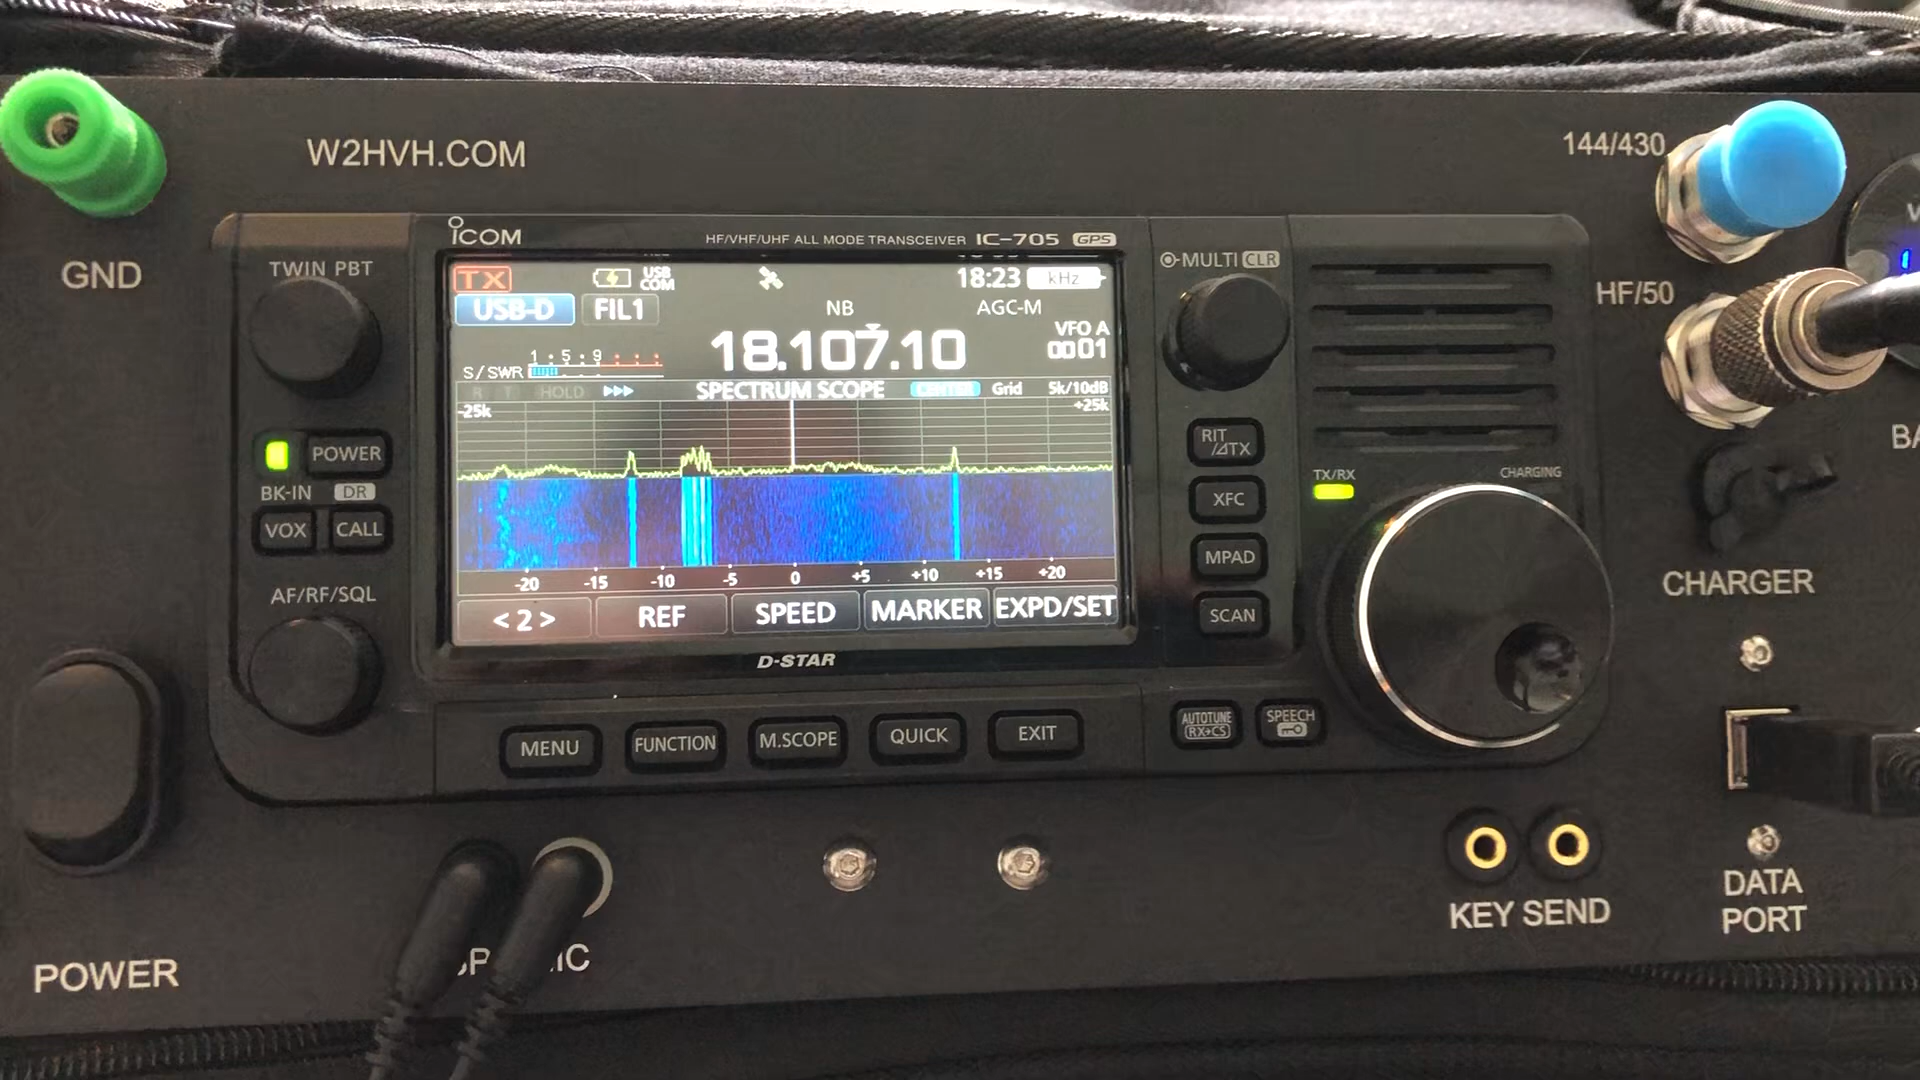 W2HVH.COM
144/430
GND
TWIN PBT
ICOM
HF/VHF/UHF ALL MODE TRANSCEIVER IC-705 GPS
MULTI CLR
HF/50
TX
USB
COM
18:23
kHz
USB-D
FIL1
NB
AGC-M
18.107.10
VFO A
0001
S/SWR
1 5 9
R T HOLD
SPECTRUM SCOPE
CENTER
Grid
5k/10dB
-25k
+25k
-20 -15 -10 -5 0 +5 +10 +15 +20
< 2 >
REF
SPEED
MARKER
EXPD/SET
D-STAR
POWER
BK-IN
DR
VOX
CALL
AF/RF/SQL
RIT
/⊿TX
XFC
MPAD
SCAN
TX/RX
CHARGING
MENU
FUNCTION
M.SCOPE
QUICK
EXIT
AUTOTUNE
RX→CS
SPEECH
CHARGER
KEY SEND
DATA
PORT
POWER